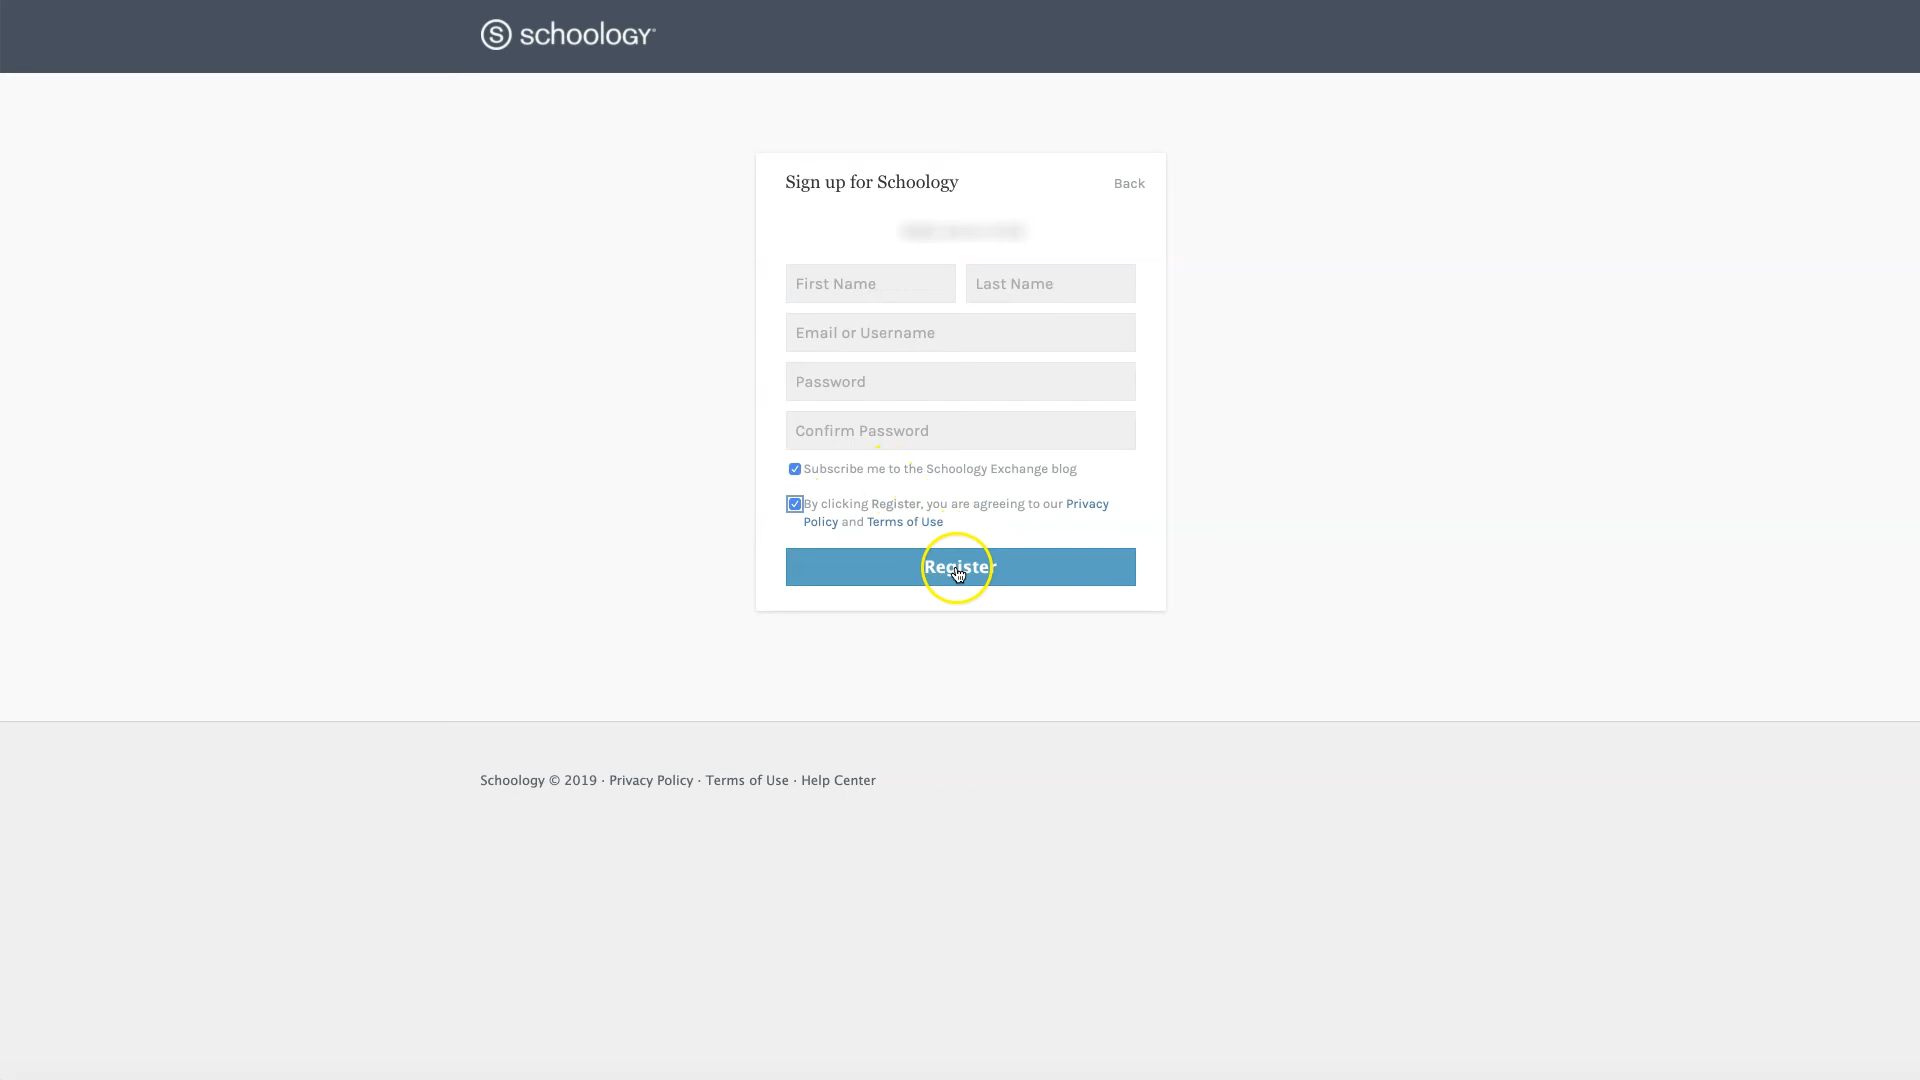 schoology
Sign up for Schoology
Back
First Name
Last Name
Email or Username
Password
Confirm Password
Subscribe me to the Schoology Exchange blog
By clicking Register, you are agreeing to our Privacy
Policy and Terms of Use
Register
Schoology © 2019 · Privacy Policy · Terms of Use · Help Center